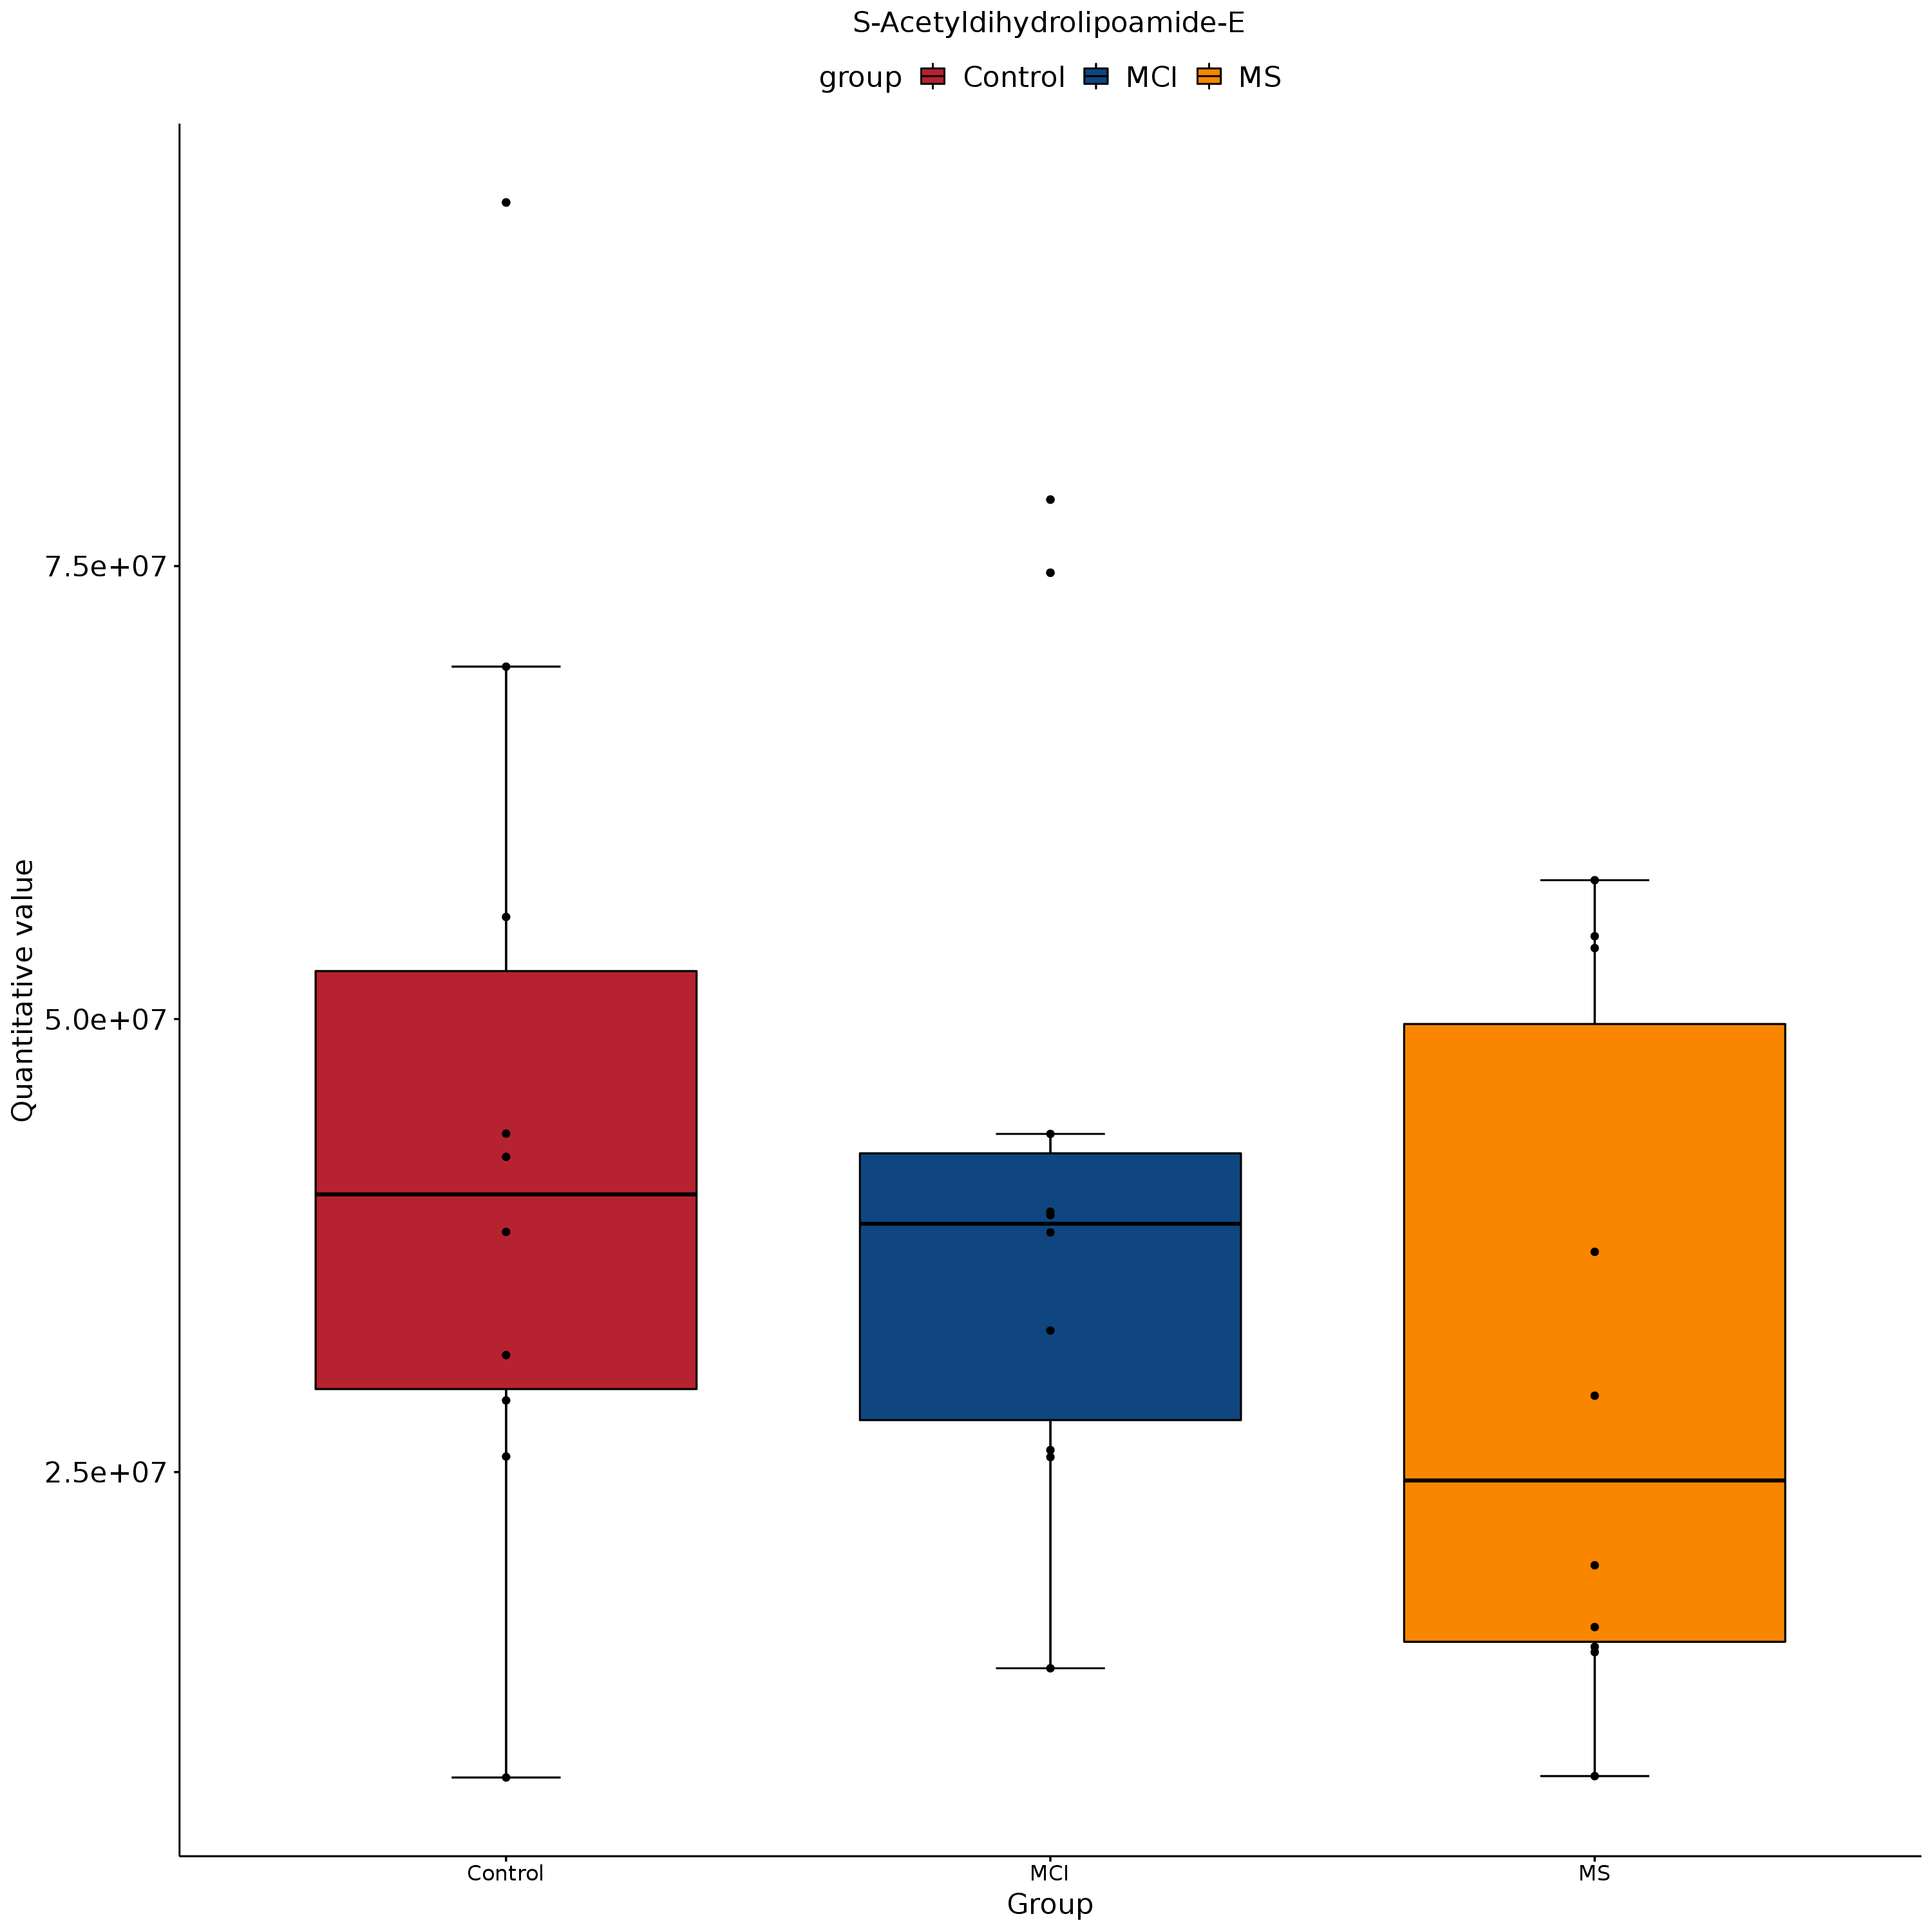 S-Acetyldihydrolipoamide-E
group Control MCI MS
7.5e+07
5.0e+07
2.5e+07
Quantitative value
Control MCI MS
Group